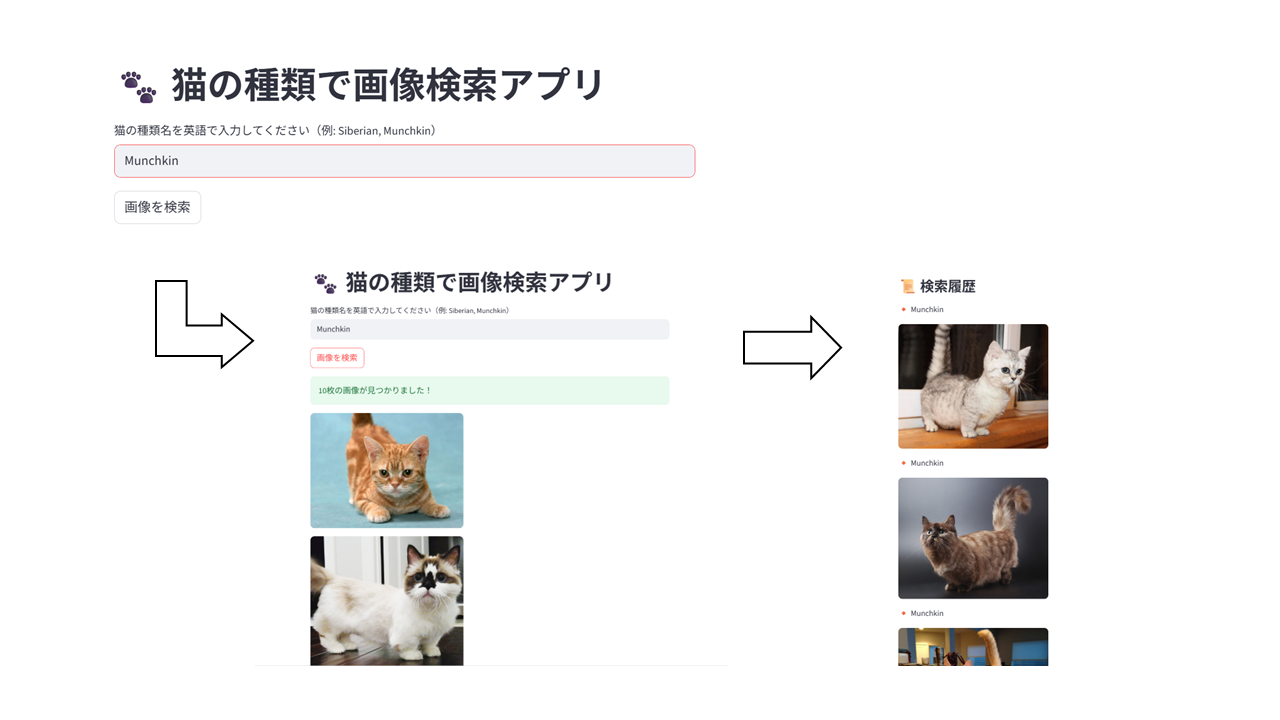 🐾 猫の種類で画像検索アプリ
猫の種類名を英語で入力してください（例: Siberian, Munchkin）
Munchkin
画像を検索
🐾 猫の種類で画像検索アプリ
猫の種類名を英語で入力してください（例: Siberian, Munchkin）
Munchkin
画像を検索
10枚の画像が見つかりました！
📜 検索履歴
🔸 Munchkin
🔸 Munchkin
🔸 Munchkin